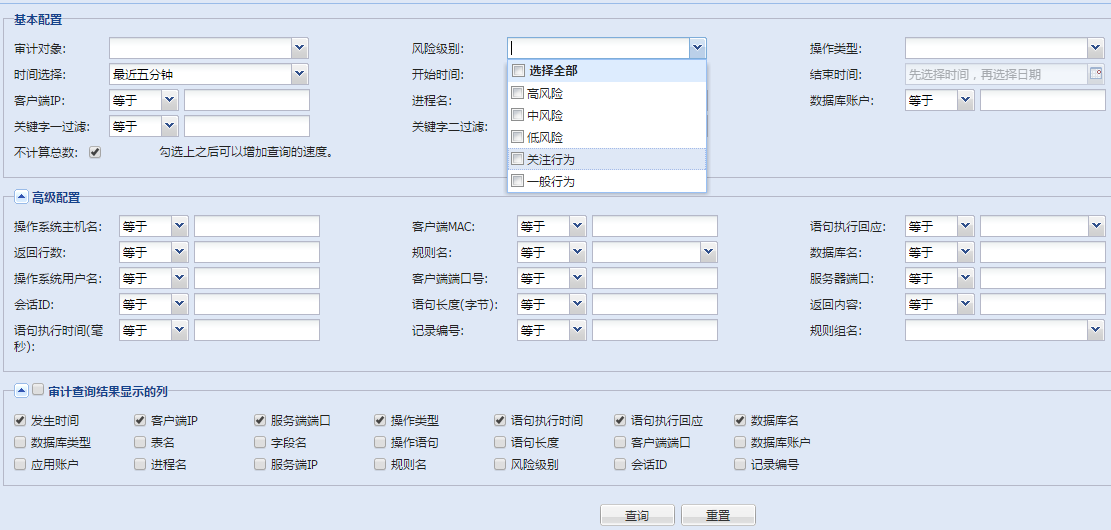 基本配置
审计对象: 风险级别: 操作类型:
时间选择: 最近五分钟 开始时间: 选择全部 结束时间: 先选择时间，再选择日期
客户端IP: 等于 进程名: 高风险 数据库账户: 等于
中风险
关键字一过滤: 等于 关键字二过滤: 低风险
不计算总数: 勾选上之后可以增加查询的速度。 关注行为
一般行为
高级配置
操作系统主机名: 等于 客户端MAC: 等于 语句执行回应: 等于
返回行数: 等于 规则名: 等于 数据库名: 等于
操作系统用户名: 等于 客户端端口号: 等于 服务器端口: 等于
会话ID: 等于 语句长度(字节): 等于 返回内容: 等于
语句执行时间(毫 等于 记录编号: 等于 规则组名:
秒):
审计查询结果显示的列
发生时间 客户端IP 服务端端口 操作类型 语句执行时间 语句执行回应 数据库名
数据库类型 表名 字段名 操作语句 语句长度 客户端端口 数据库账户
应用账户 进程名 服务端IP 规则名 风险级别 会话ID 记录编号
查询 重置